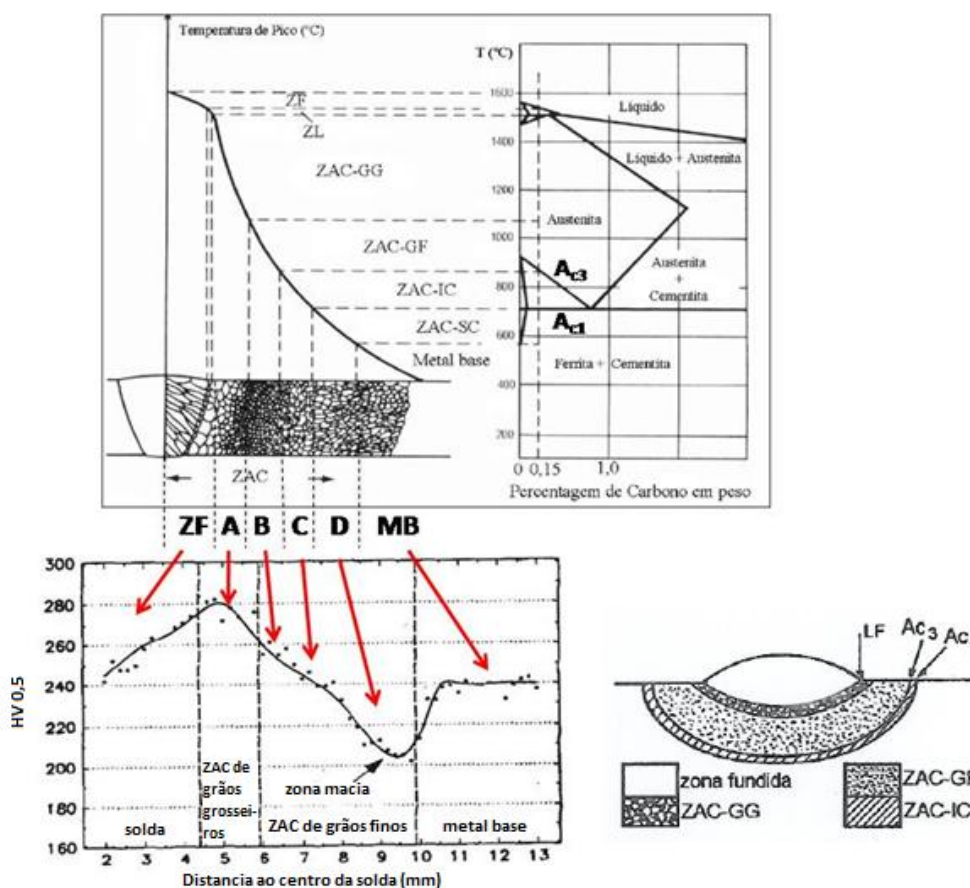 Temperatura de Pico (°C)
ZF
ZL
ZAC-GG
ZAC-GF
ZAC-IC
ZAC-SC
Metal base
ZAC
T (°C)
1600
1400
1200
1000
800
600
400
200
Líquido
Líquido + Austenita
Austenita
Austenita
+
Cementita
Ac3
Ac1
Ferrita + Cementita
0 0,15 1,0
Percentagem de Carbono em peso
ZF A B C D MB
HV 0,5
300
280
260
240
220
200
180
160
solda
ZAC de
grãos
grossei-
ros
zona macia
ZAC de grãos finos
metal base
2 3 4 5 6 7 8 9 10 11 12 13
Distancia ao centro da solda (mm)
LF Ac3 Ac
zona fundida
ZAC-GG
ZAC-GF
ZAC-IC